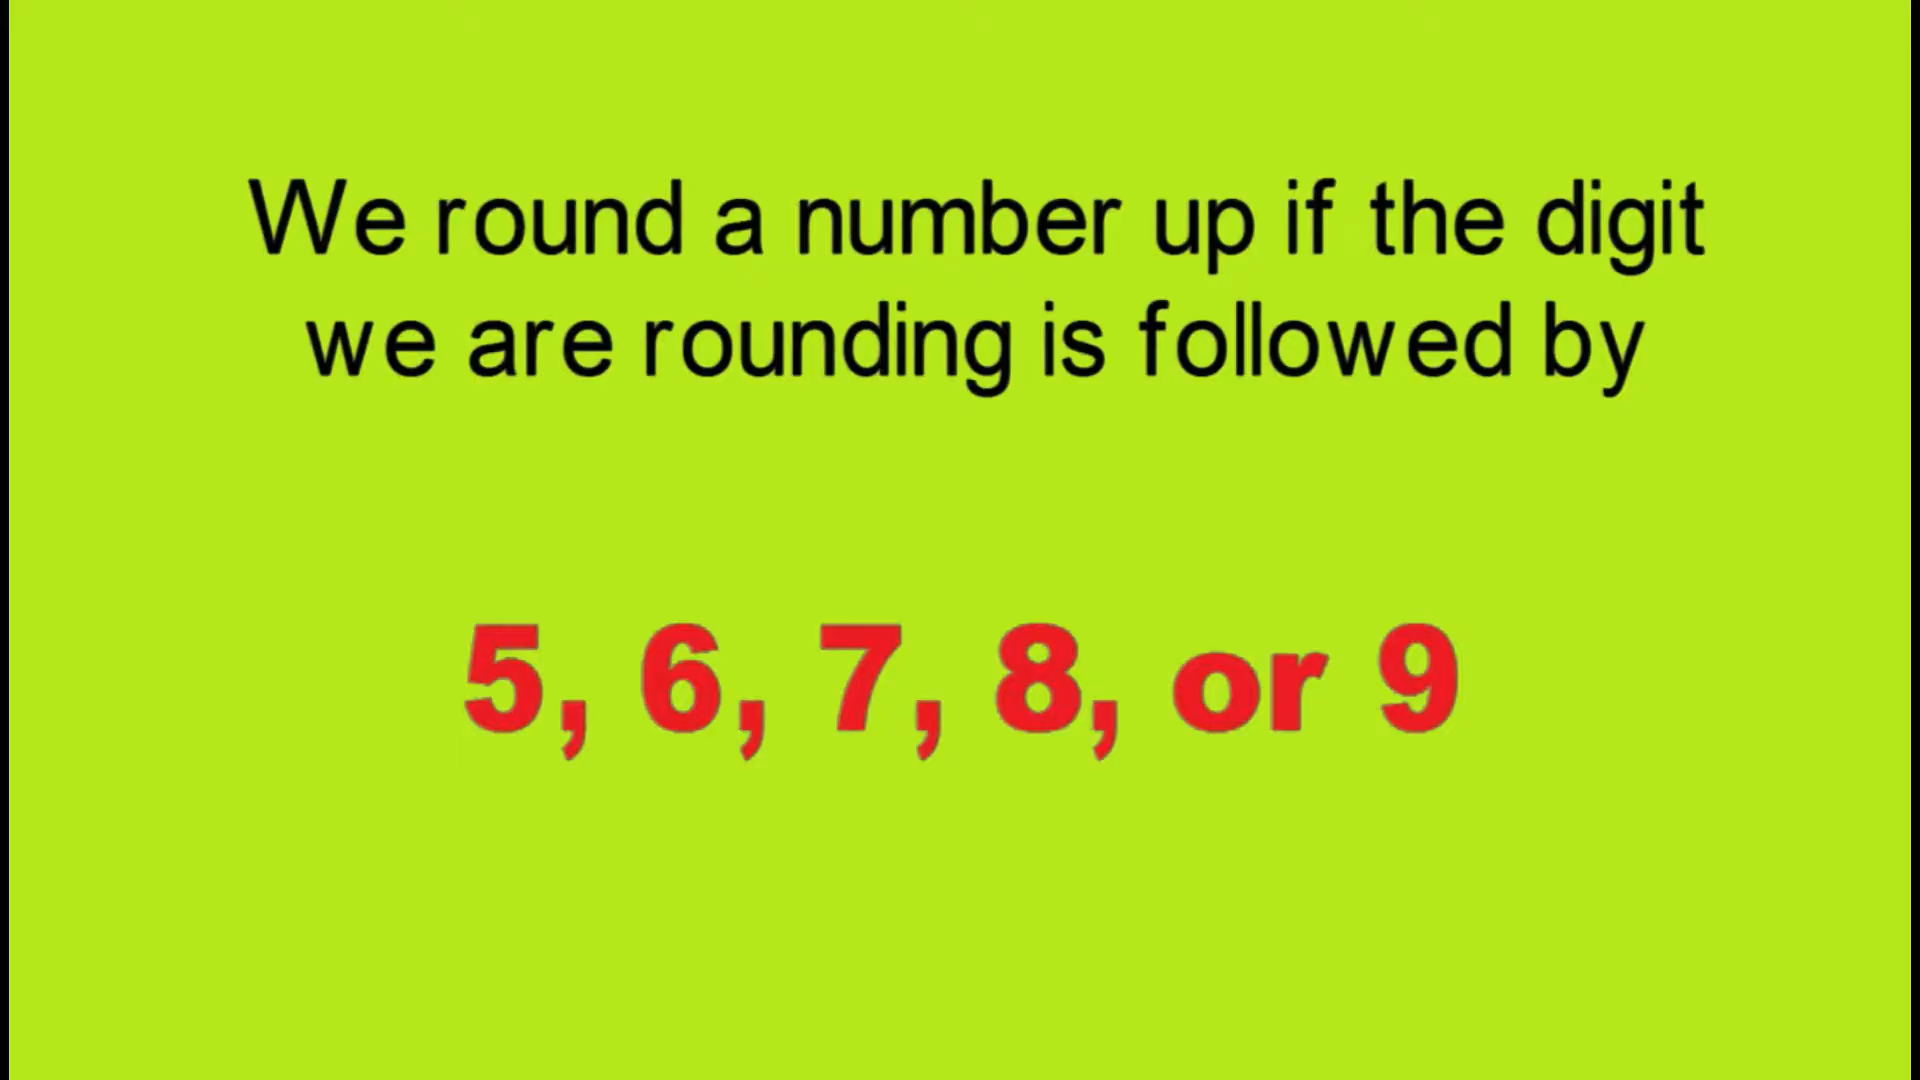 We round a number up if the digit
we are rounding is followed by
5, 6, 7, 8, or 9